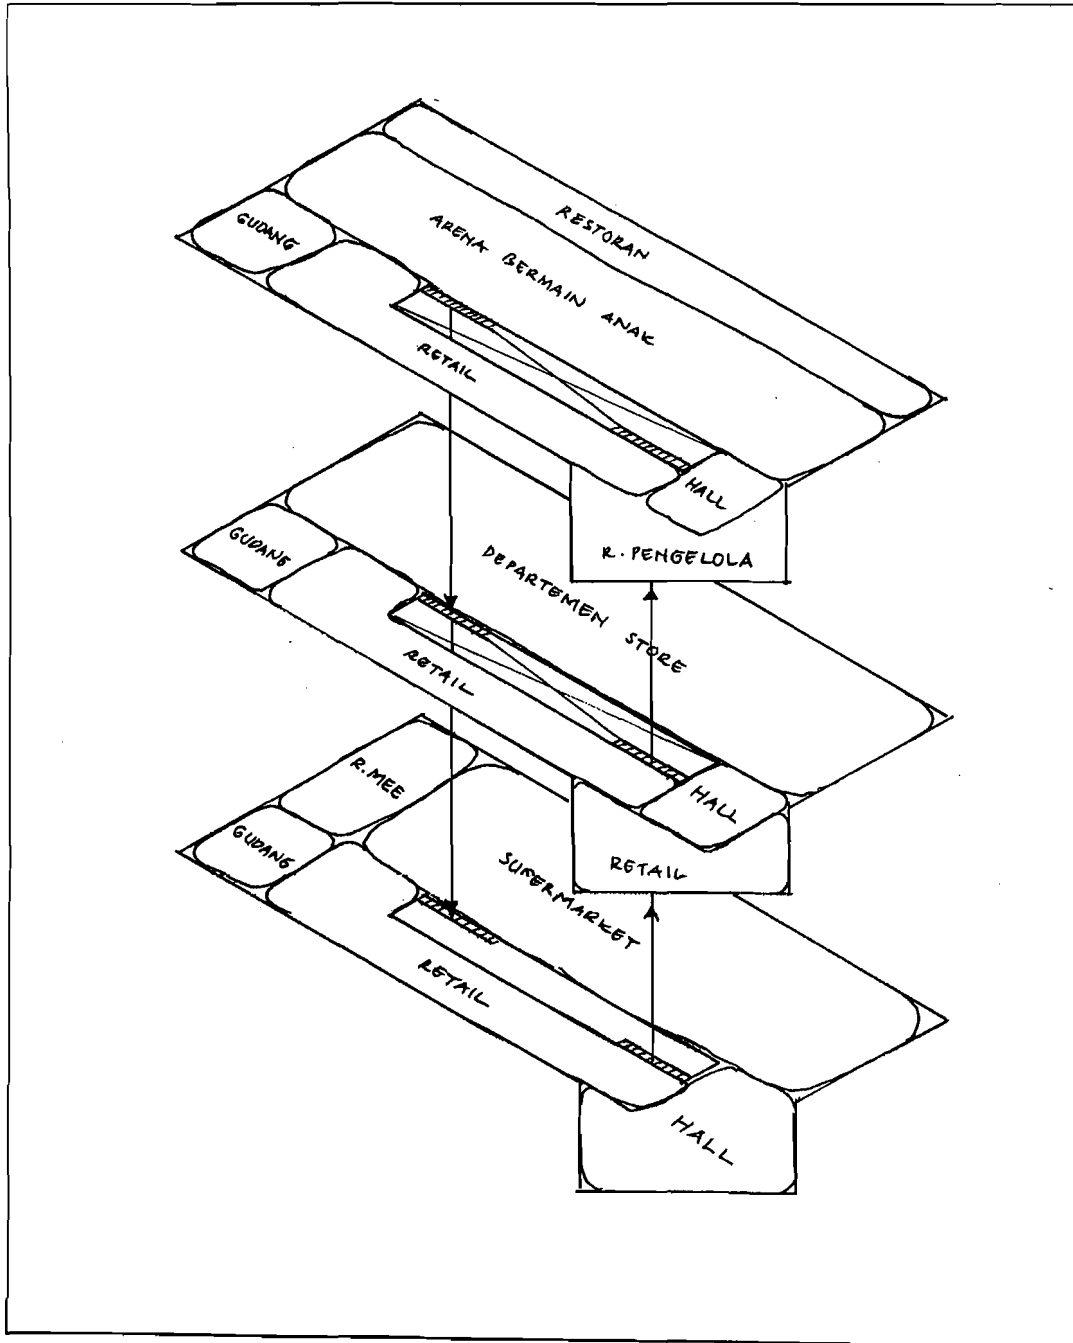 RESTORAN
ARENA BERMAIN ANAK
GUDANG
RETAIL
HALL
R. PENGELOLA
GUDANG
DEPARTEMEN STORE
RETAIL
HALL
RETAIL
R. MEE
GUDANG
SUPERMARKET
RETAIL
HALL